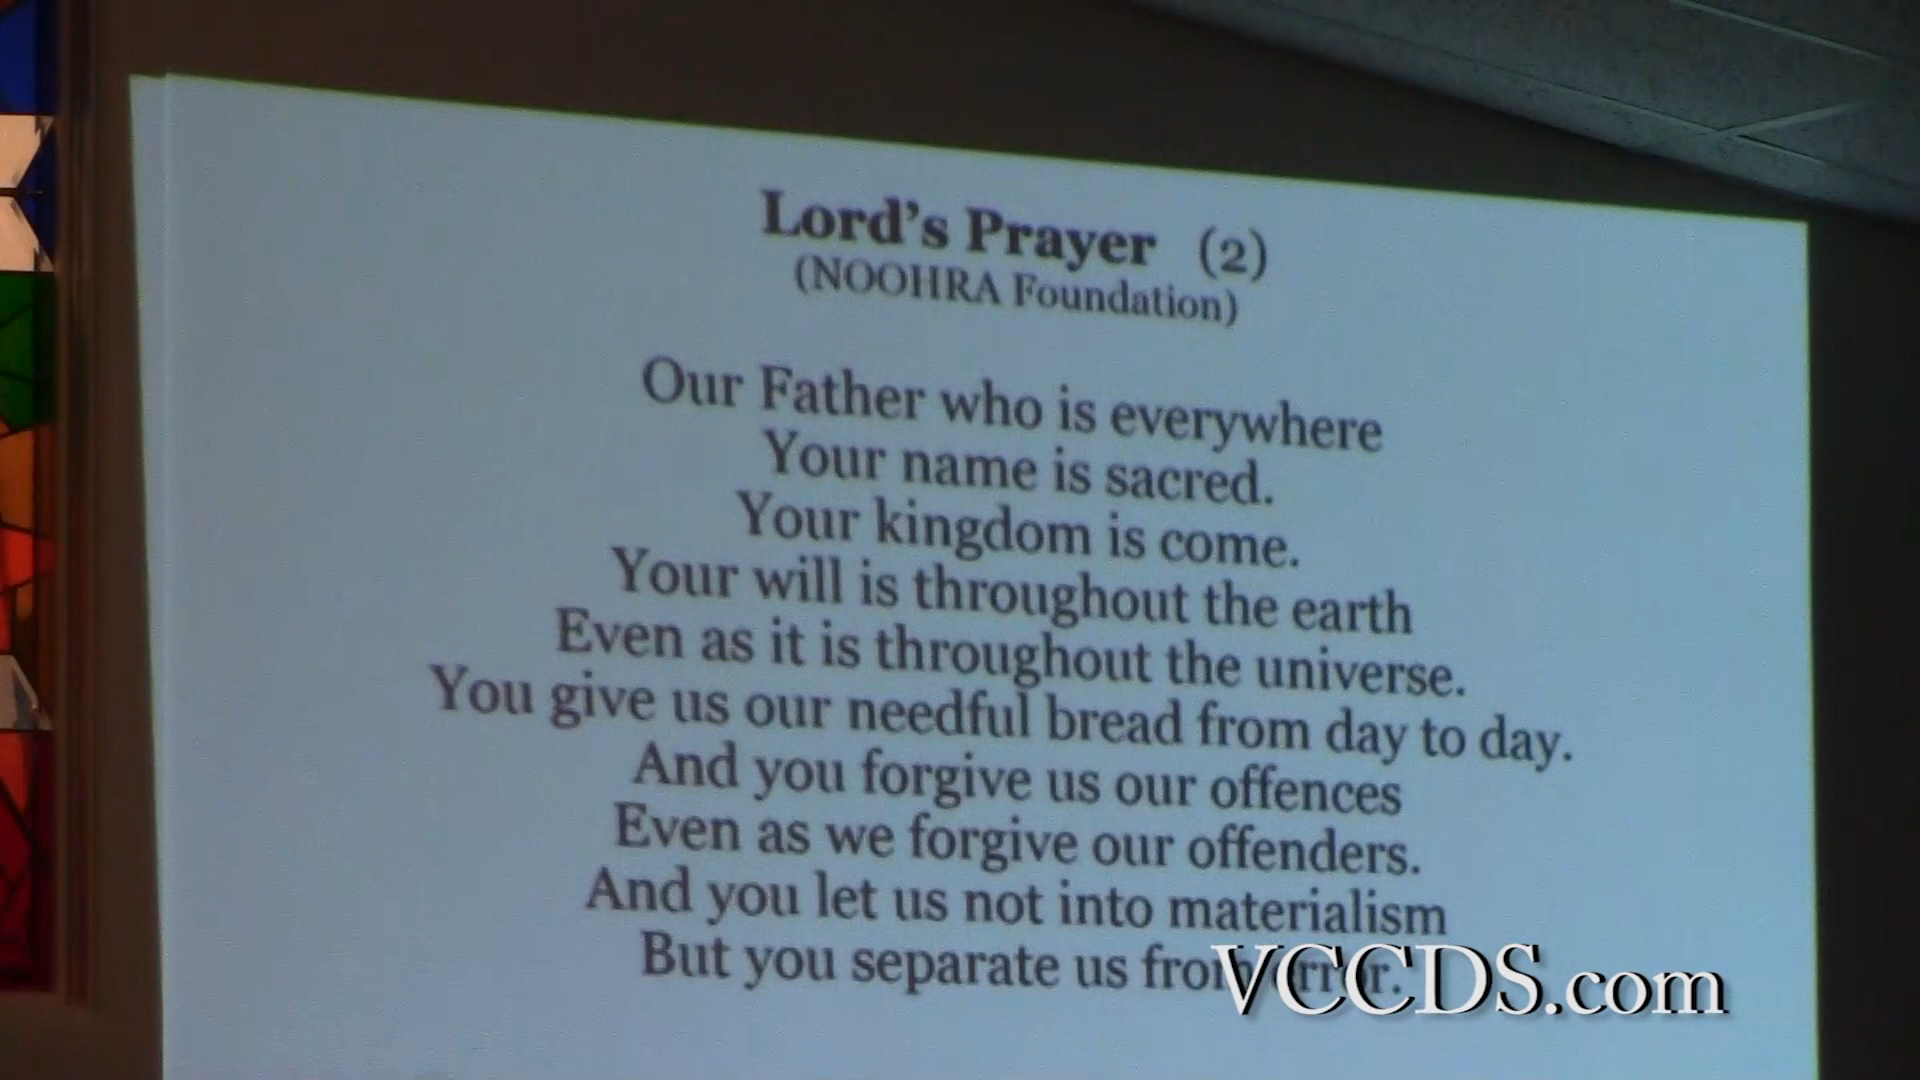 Lord's Prayer (2)
(NOOHRA Foundation)
Our Father who is everywhere
Your name is sacred.
Your kingdom is come.
Your will is throughout the earth
Even as it is throughout the universe.
You give us our needful bread from day to day.
And you forgive us our offences
Even as we forgive our offenders.
And you let us not into materialism
But you separate us from error.
VCCDS.com